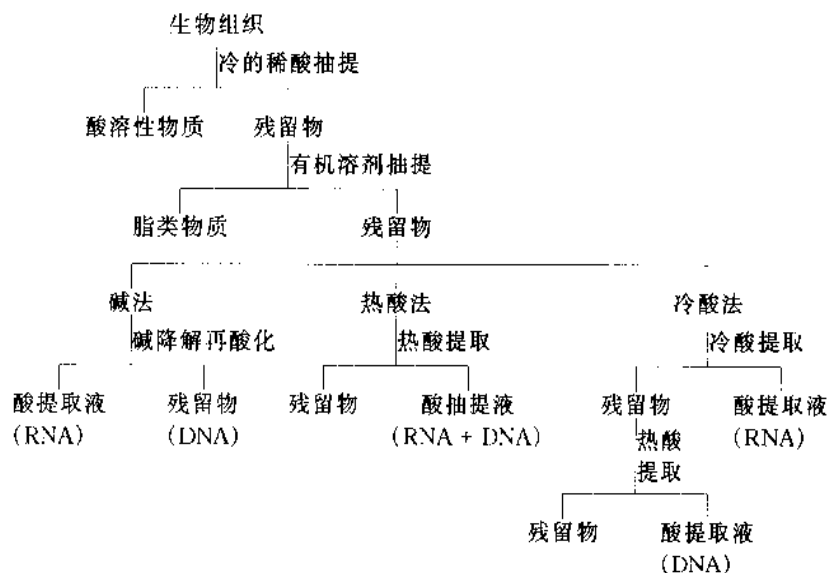 生物组织
冷的稀酸抽提
酸溶性物质 残留物
有机溶剂抽提
脂类物质 残留物
碱法 热酸法 冷酸法
碱降解再酸化 热酸提取 冷酸提取
酸提取液 残留物 残留物 酸抽提液 残留物 酸提取液
(RNA) (DNA) (RNA + DNA) 热酸 (RNA)
提取
残留物 酸提取液
(DNA)